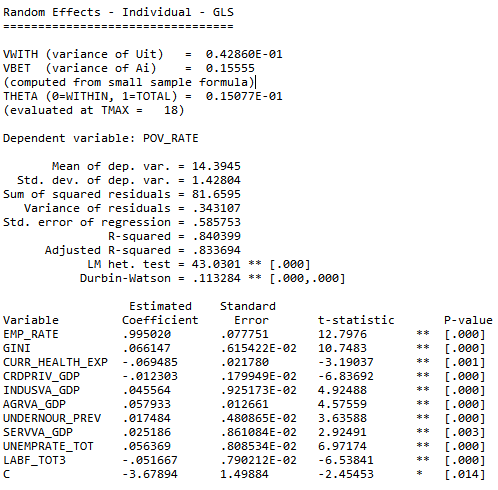 Random Effects - Individual - GLS
=================================
VWITH (variance of Uit)   =  0.42860E-01
VBET  (variance of Ai)    =  0.15555
(computed from small sample formula)
THETA (0=WITHIN, 1=TOTAL) =  0.15077E-01
(evaluated at TMAX =    18)
Dependent variable: POV_RATE
Mean of dep. var. = 14.3945
Std. dev. of dep. var. = 1.42804
Sum of squared residuals = 81.6595
Variance of residuals = .343107
Std. error of regression = .585753
R-squared = .840399
Adjusted R-squared = .833694
LM het. test = 43.0301 ** [.000]
Durbin-Watson = .113284 ** [.000,.000]
Estimated    Standard
Variable         Coefficient     Error       t-statistic         P-value
EMP_RATE         .995020       .077751       12.7976       **  [.000]
GINI             .066147       .615422E-02   10.7483       **  [.000]
CURR_HEALTH_EXP  -.069485      .021780       -3.19037      **  [.001]
CRDPRIV_GDP      -.012303      .179949E-02   -6.83692      **  [.000]
INDUSVA_GDP      .045564       .925173E-02   4.92488       **  [.000]
AGRVA_GDP        .057933       .012661       4.57559       **  [.000]
UNDERNOUR_PREV   .017484       .480865E-02   3.63588       **  [.000]
SERVVA_GDP       .025186       .861084E-02   2.92491       **  [.003]
UNEMPRATE_TOT    .056369       .808534E-02   6.97174       **  [.000]
LABF_TOT3        -.051667      .790212E-02   -6.53841      **  [.000]
C                -3.67894      1.49884       -2.45453      *   [.014]